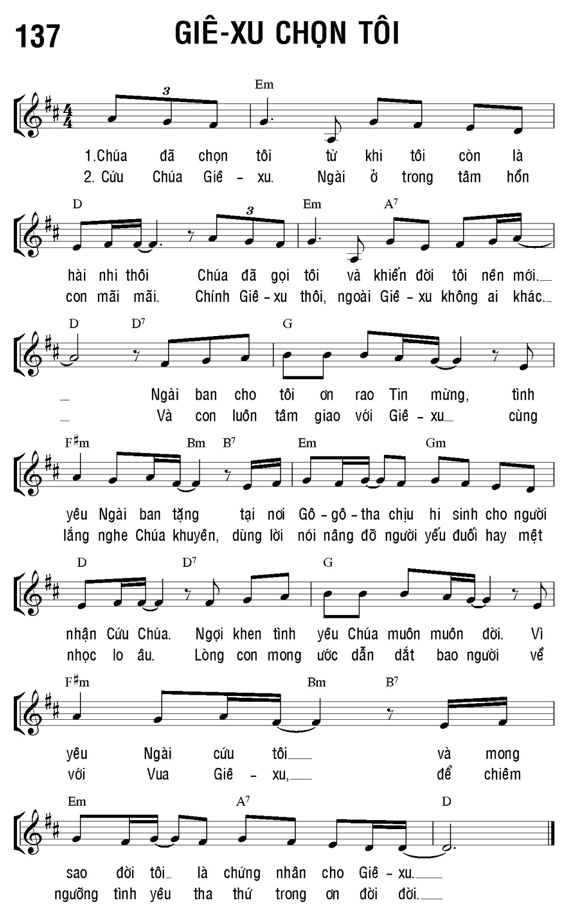 137 GIÊ-XU CHỌN TÔI
Em
3
4
4
1.Chúa đã chọn tôi từ khi tôi còn là
2. Cứu Chúa Giê - xu. Ngài ở trong tâm hồn
D Em A7
3
hài nhi thôi Chúa đã gọi tôi và khiến đời tôi nên mới.
con mãi mãi. Chính Giê-xu thôi, ngoài Giê-xu không ai khác.
D D7 G
Ngài ban cho tôi ơn rao Tin mừng, tình
Và con luôn tâm giao với Giê-xu cùng
F#m Bm B7 Em Gm
yêu Ngài ban tặng tại nơi Gô-gô-tha chịu hi sinh cho người
lắng nghe Chúa khuyên, dùng lời nói nâng đỡ người yếu đuối hay mệt
D D7 G
nhận Cứu Chúa. Ngợi khen tình yêu Chúa muôn muôn đời. Vì
nhọc lo âu. Lòng con mong ước dẫn dắt bao người về
F#m Bm B7
yêu Ngài cứu tôi và mong
với Vua Giê-xu, để chiêm
Em A7 D
sao đời tôi là chứng nhân cho Giê-xu.
ngưỡng tình yêu tha thứ trong ơn đời đời.